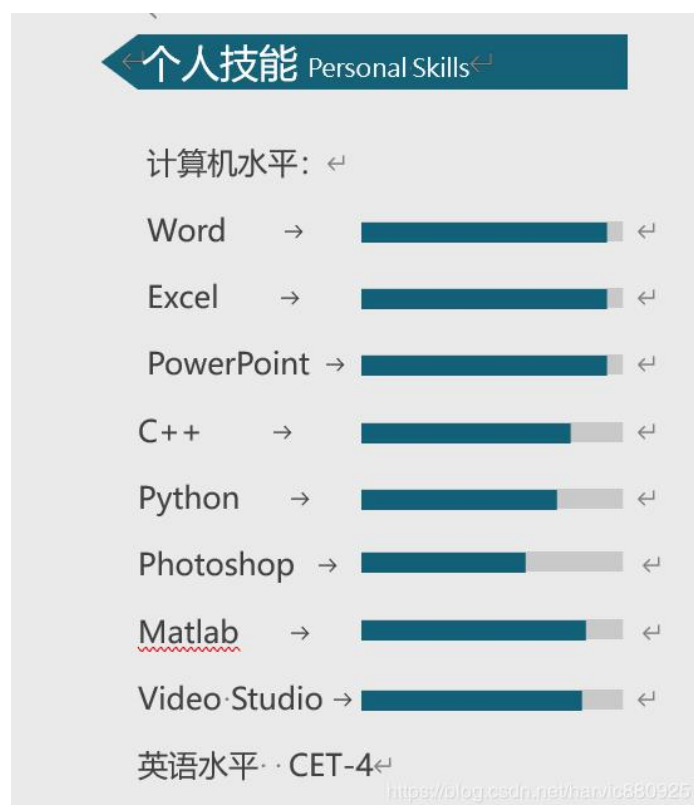 个人技能 Personal Skills
计算机水平：
Word
Excel
PowerPoint
C++
Python
Photoshop
Matlab
Video Studio
英语水平 CET-4
https://blog.csdn.net/harvic880925